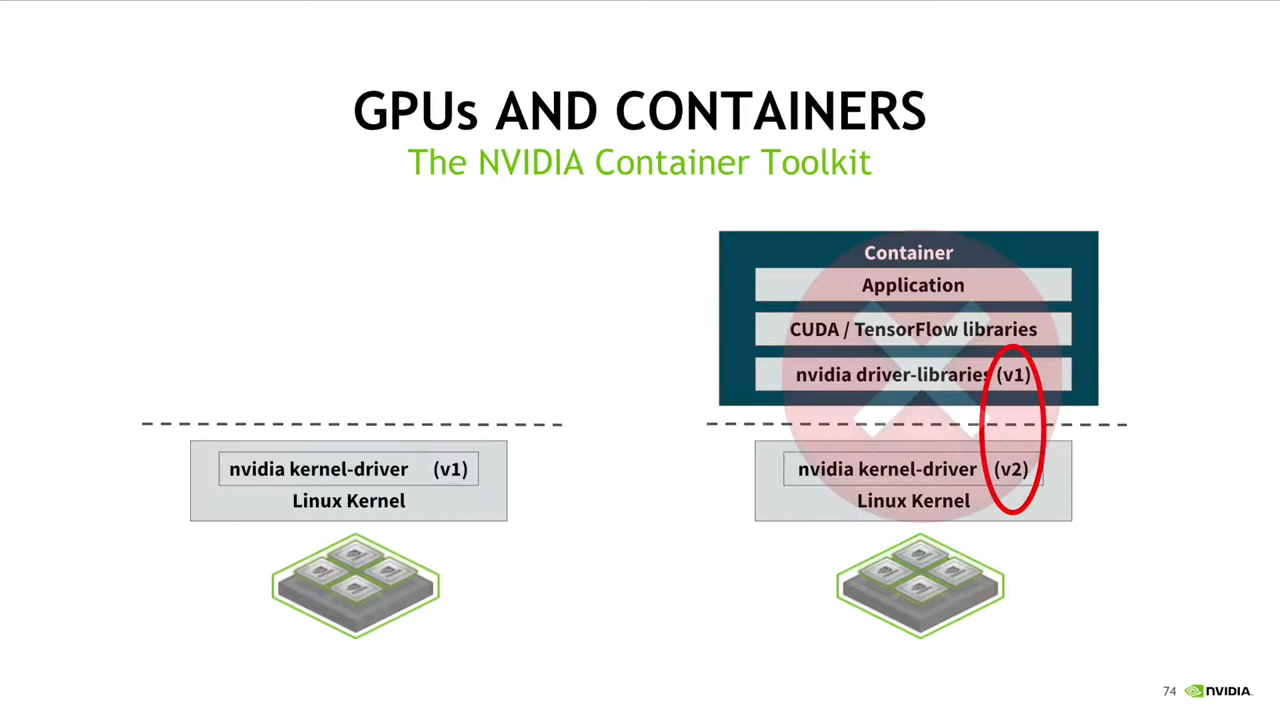 GPUs AND CONTAINERS
The NVIDIA Container Toolkit
nvidia kernel-driver (v1)
Linux Kernel
Container
Application
CUDA / TensorFlow libraries
nvidia driver-libraries (v1)
nvidia kernel-driver (v2)
Linux Kernel
74 NVIDIA.